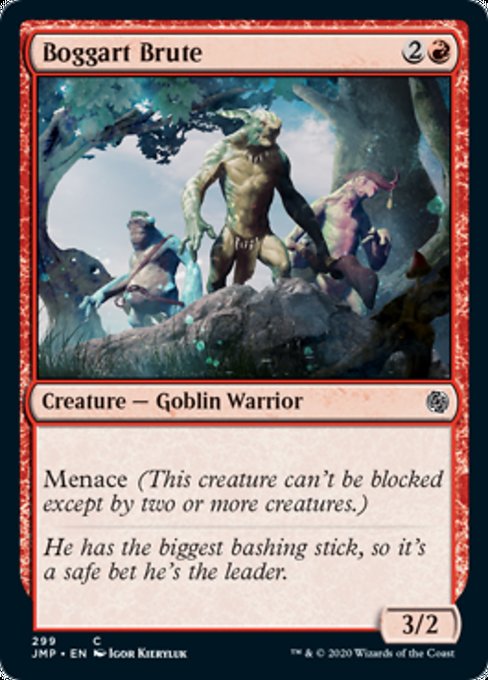 Boggart Brute 2
Creature — Goblin Warrior
Menace (This creature can't be blocked
except by two or more creatures.)
He has the biggest bashing stick, so it's
a safe bet he's the leader.
3/2
299 C
JMP • EN Igor Kieryluk
™ & © 2020 Wizards of the Coast